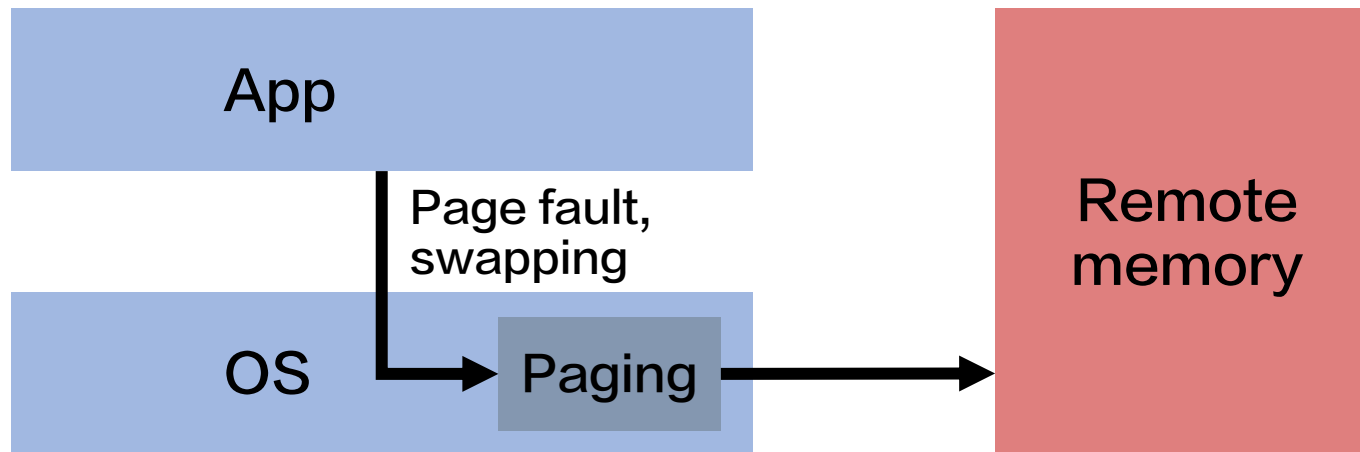 App
Page fault,
swapping
OS
Paging
Remote
memory